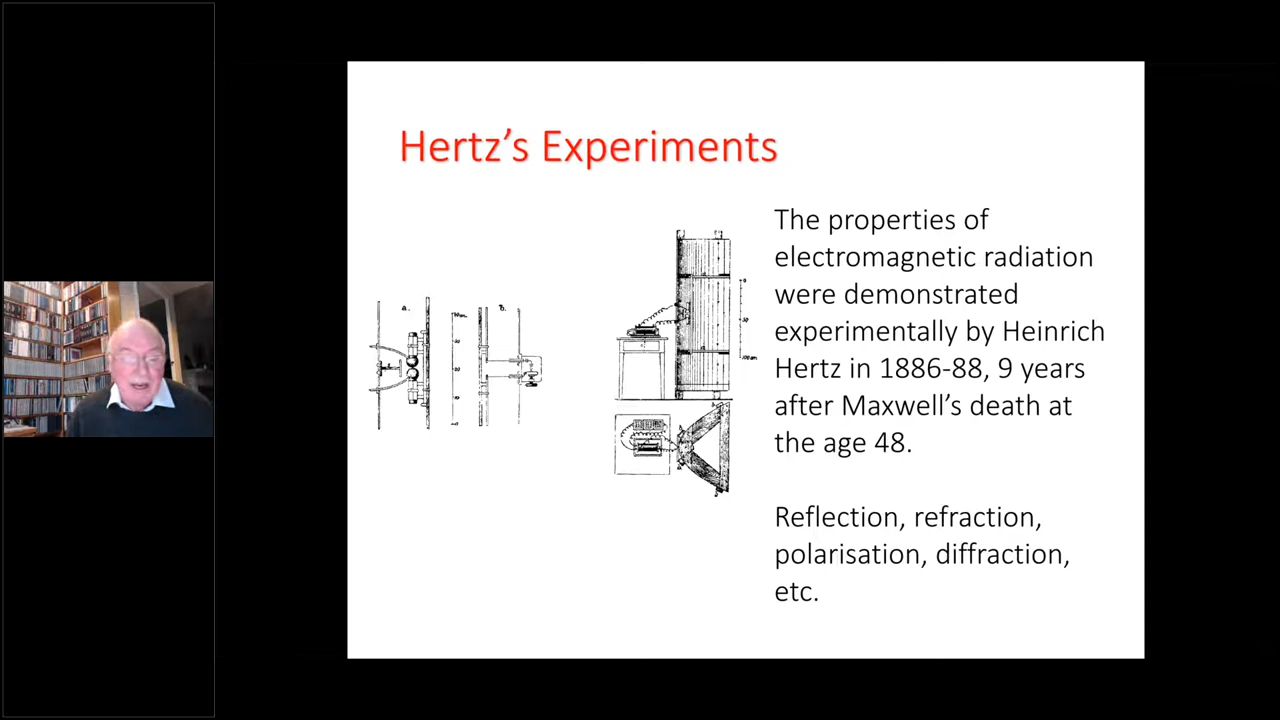 Hertz's Experiments
The properties of
electromagnetic radiation
were demonstrated
experimentally by Heinrich
Hertz in 1886-88, 9 years
after Maxwell's death at
the age 48.
Reflection, refraction,
polarisation, diffraction,
etc.
a.
b.